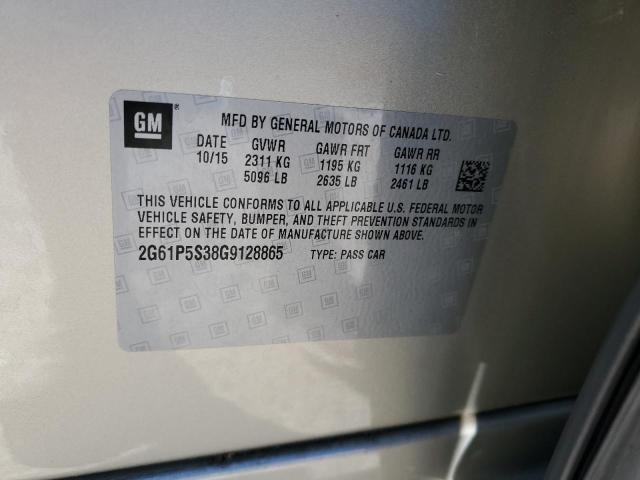 GM
MFD BY GENERAL MOTORS OF CANADA LTD.
DATE GVWR GAWR FRT GAWR RR
10/15 2311 KG 1195 KG 1116 KG
5096 LB 2635 LB 2461 LB
THIS VEHICLE CONFORMS TO ALL APPLICABLE U.S. FEDERAL MOTOR
VEHICLE SAFETY, BUMPER, AND THEFT PREVENTION STANDARDS IN
EFFECT ON THE DATE OF MANUFACTURE SHOWN ABOVE.
2G61P5S38G9128865 TYPE: PASS CAR